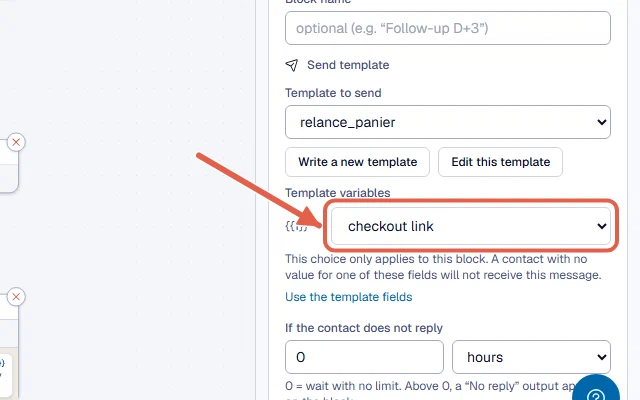 Block name
optional (e.g. “Follow-up D+3”)
Send template
Template to send
relance_panier
Write a new template
Edit this template
Template variables
checkout link
This choice only applies to this block. A contact with no
value for one of these fields will not receive this message.
Use the template fields
If the contact does not reply
0
hours
0 = wait with no limit. Above 0, a “No reply” output